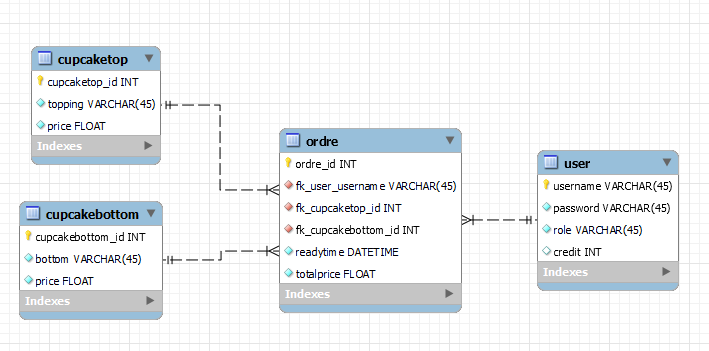 cupcaketop
cupcaketop_id INT
topping VARCHAR(45)
price FLOAT
Indexes
cupcakebottom
cupcakebottom_id INT
bottom VARCHAR(45)
price FLOAT
Indexes
ordre
ordre_id INT
fk_user_username VARCHAR(45)
fk_cupcaketop_id INT
fk_cupcakebottom_id INT
readytime DATETIME
totalprice FLOAT
Indexes
user
username VARCHAR(45)
password VARCHAR(45)
role VARCHAR(45)
credit INT
Indexes